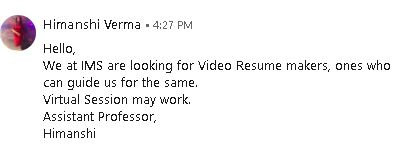 Himanshi Verma • 4:27 PM
Hello,
We at IMS are looking for Video Resume makers, ones who
can guide us for the same.
Virtual Session may work.
Assistant Professor,
Himanshi